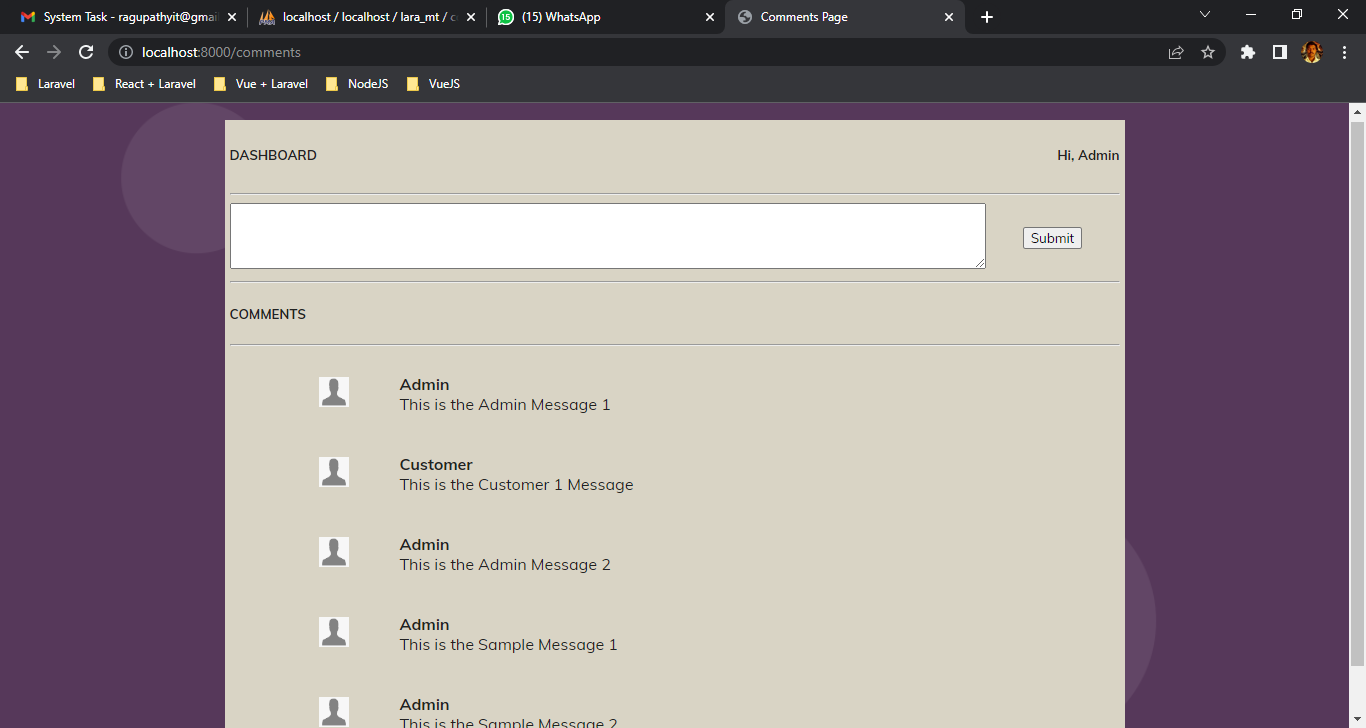 System Task - ragupathyit@gmai
localhost / localhost / lara_mt / c
15
(15) WhatsApp
Comments Page
localhost:8000/comments
Laravel
React + Laravel
Vue + Laravel
NodeJS
VueJS
DASHBOARD
Hi, Admin
Submit
COMMENTS
Admin
This is the Admin Message 1
Customer
This is the Customer 1 Message
Admin
This is the Admin Message 2
Admin
This is the Sample Message 1
Admin
This is the Sample Message 2